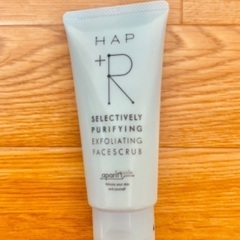 HAP
+R
SELECTIVELY
PURIFYING
EXFOLIATING
FACESCRUB